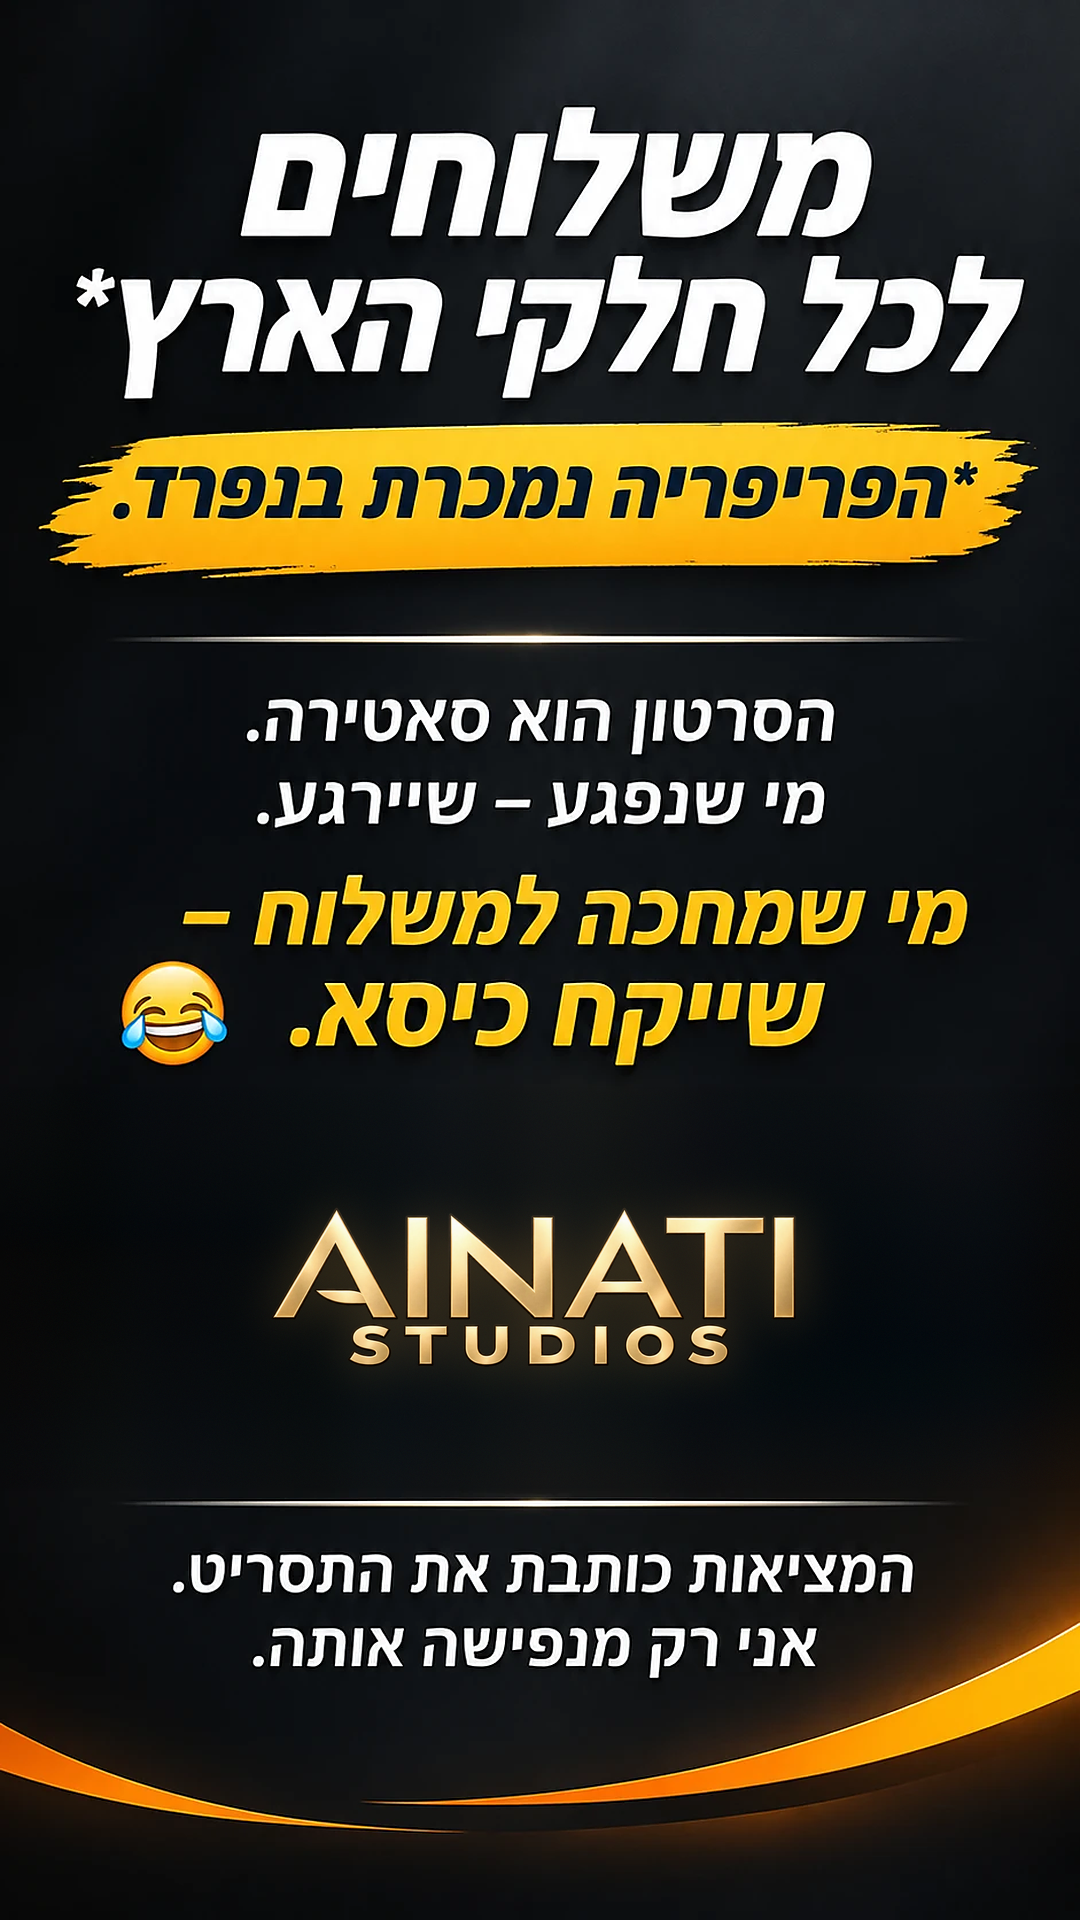 משלוחים
לכל חלקי הארץ*
*הפריפריה נמכרת בנפרד.
הסרטון הוא סאטירה.
מי שנפגע – שיירגע.
מי שמחכה למשלוח –
שייקח כיסא. 😂
AINATI
STUDIOS
המציאות כותבת את התסריט.
אני רק מנפישה אותה.